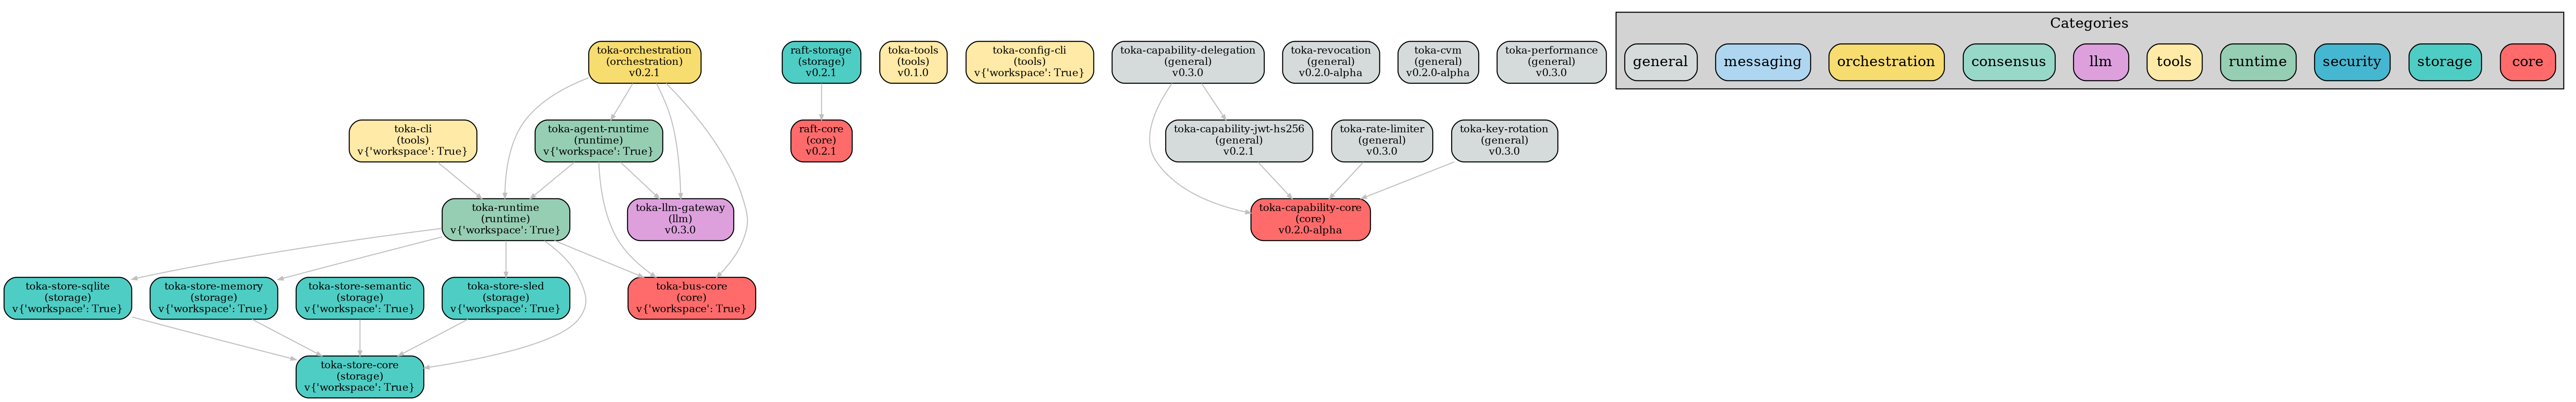 Categories
toka-orchestration
(orchestration)
v0.2.1
raft-storage
(storage)
v0.2.1
toka-tools
(tools)
v0.1.0
toka-config-cli
(tools)
v{'workspace': True}
toka-capability-delegation
(general)
v0.3.0
toka-revocation
(general)
v0.2.0-alpha
toka-cvm
(general)
v0.2.0-alpha
toka-performance
(general)
v0.3.0
general
messaging
orchestration
consensus
llm
tools
runtime
security
storage
core
toka-cli
(tools)
v{'workspace': True}
toka-agent-runtime
(runtime)
v{'workspace': True}
raft-core
(core)
v0.2.1
toka-capability-jwt-hs256
(general)
v0.2.1
toka-rate-limiter
(general)
v0.3.0
toka-key-rotation
(general)
v0.3.0
toka-runtime
(runtime)
v{'workspace': True}
toka-llm-gateway
(llm)
v0.3.0
toka-capability-core
(core)
v0.2.0-alpha
toka-store-sqlite
(storage)
v{'workspace': True}
toka-store-memory
(storage)
v{'workspace': True}
toka-store-semantic
(storage)
v{'workspace': True}
toka-store-sled
(storage)
v{'workspace': True}
toka-bus-core
(core)
v{'workspace': True}
toka-store-core
(storage)
v{'workspace': True}